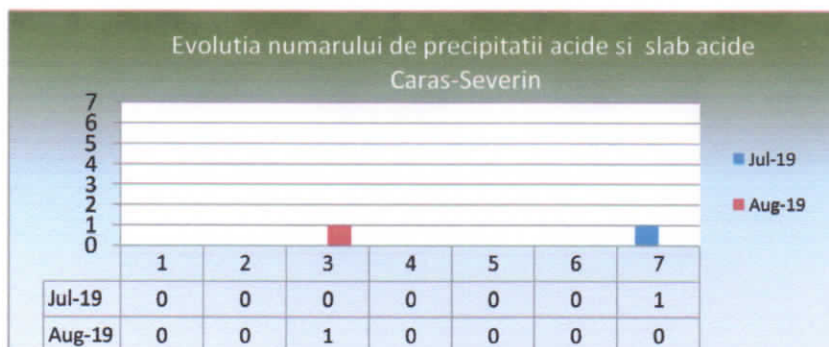 Evolutia numarului de precipitatii acide si slab acide
Caras-Severin
7
6
5
4
3
2
1
0
Jul-19
Aug-19
1 2 3 4 5 6 7
Jul-19 0 0 0 0 0 0 1
Aug-19 0 0 1 0 0 0 0